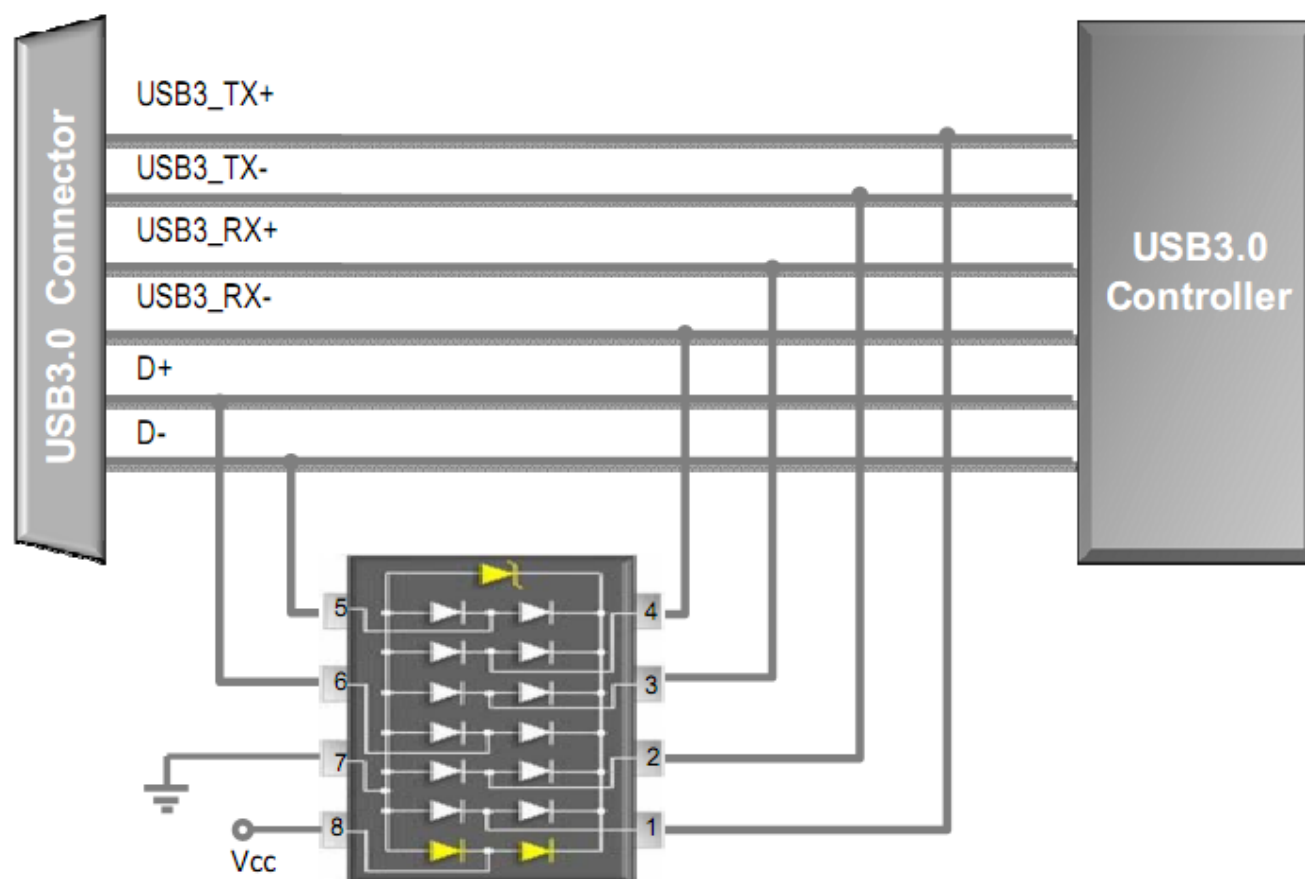 USB3.0 Connector
USB3_TX+
USB3_TX-
USB3_RX+
USB3_RX-
D+
D-
USB3.0
Controller
5
4
6
3
7
2
8
1
Vcc